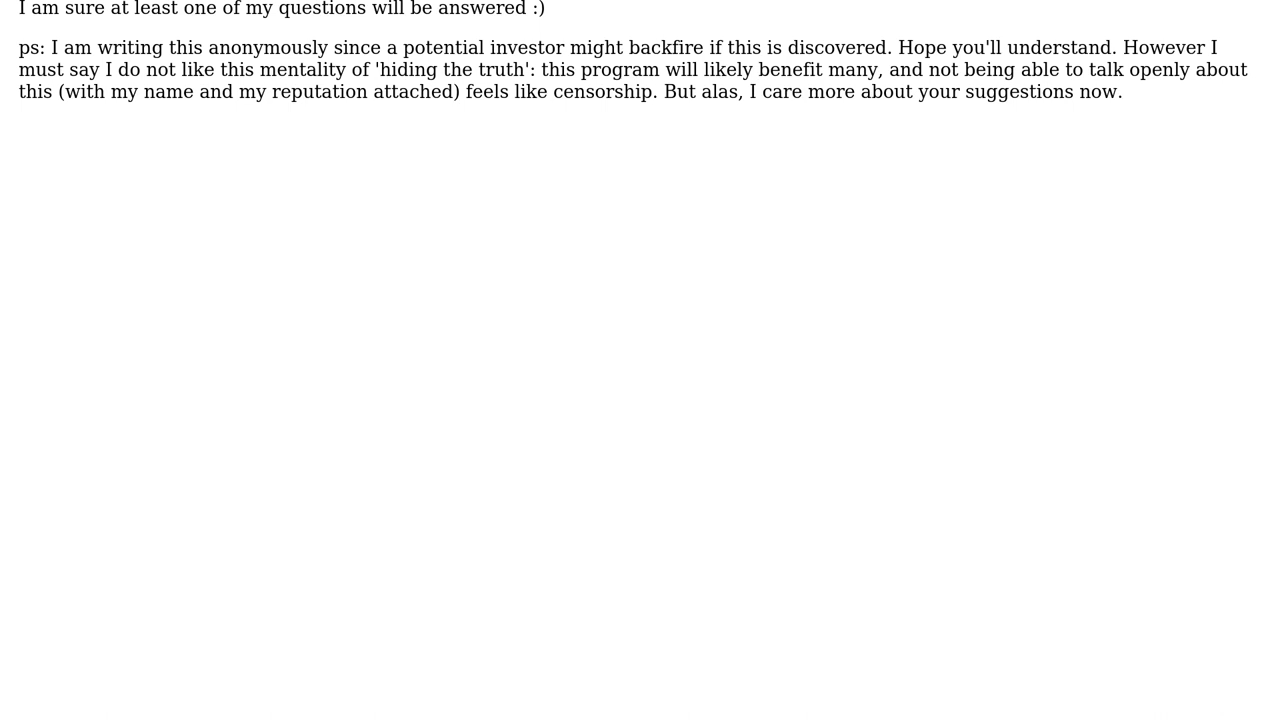 I am sure at least one of my questions will be answered :)
ps: I am writing this anonymously since a potential investor might backfire if this is discovered. Hope you'll understand. However I
must say I do not like this mentality of 'hiding the truth': this program will likely benefit many, and not being able to talk openly about
this (with my name and my reputation attached) feels like censorship. But alas, I care more about your suggestions now.